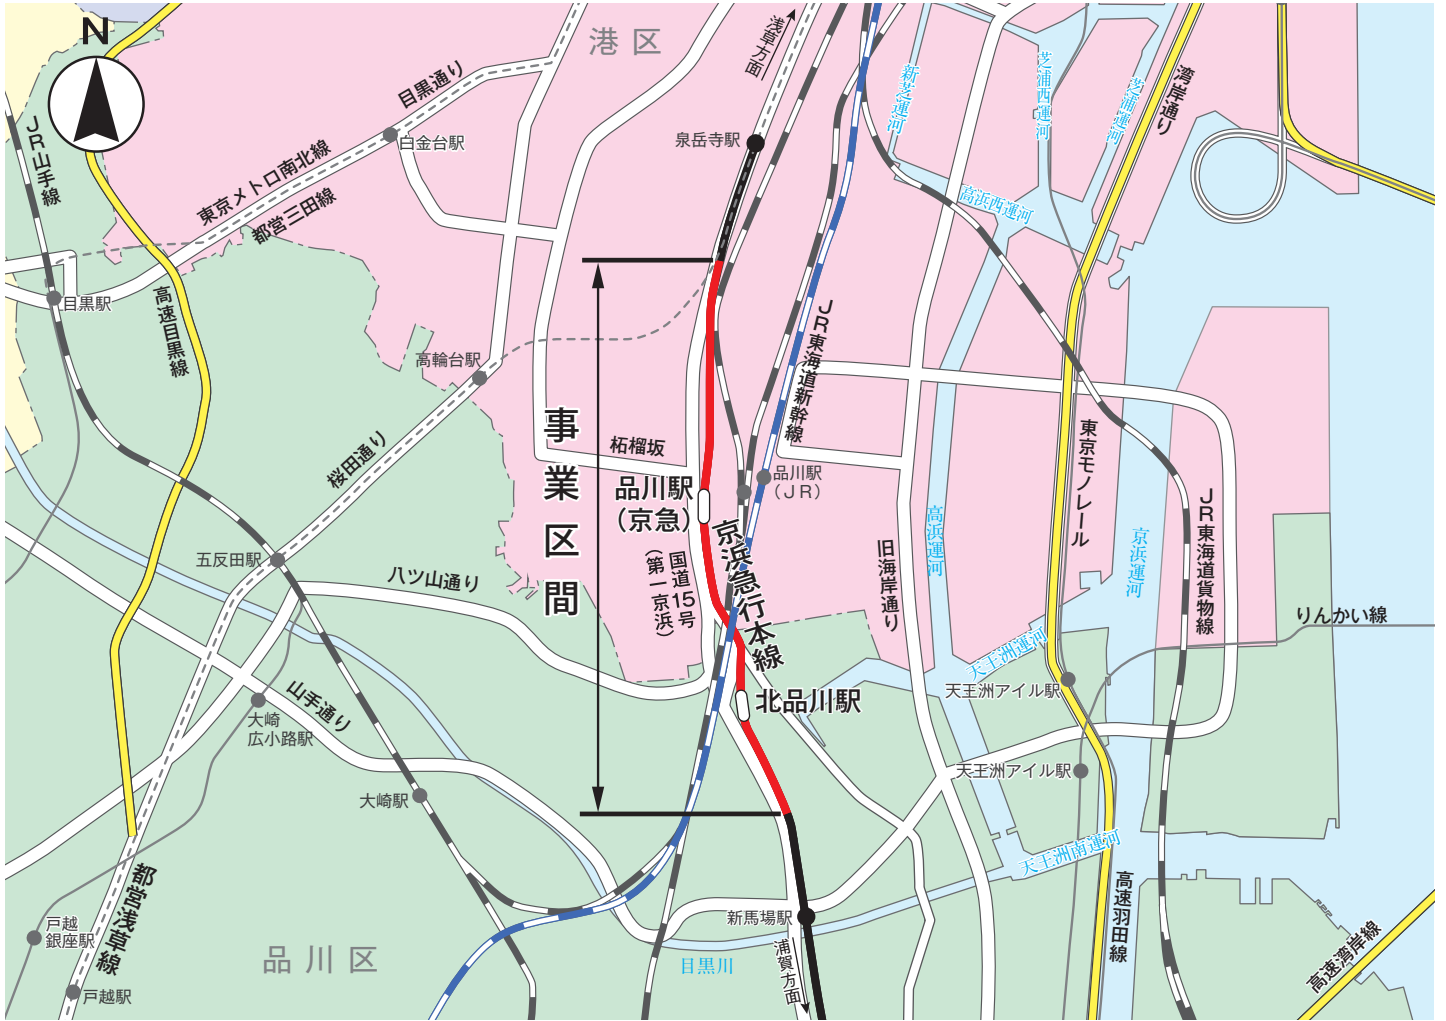 N
港区
浅草方面
目黒通り
白金台駅
泉岳寺駅
新芝運河
芝浦西運河
芝浦運河
湾岸通り
JR山手線
東京メトロ南北線
都営三田線
高浜西運河
目黒駅
高速目黒線
高輪台駅
JR東海道新幹線
事業区間
柘榴坂
桜田通り
品川駅
(京急)
品川駅
(JR)
東京モノレール
JR東海道貨物線
高浜運河
京浜運河
京浜急行本線
国道15号
(第一京浜)
旧海岸通り
五反田駅
八ツ山通り
りんかい線
天王洲運河
天王洲アイル駅
北品川駅
山手通り
大崎
広小路駅
天王洲アイル駅
大崎駅
天王洲南運河
都営浅草線
高速羽田線
戸越
銀座駅
新馬場駅
品川区
目黒川
浦賀方面
高速湾岸線
戸越駅